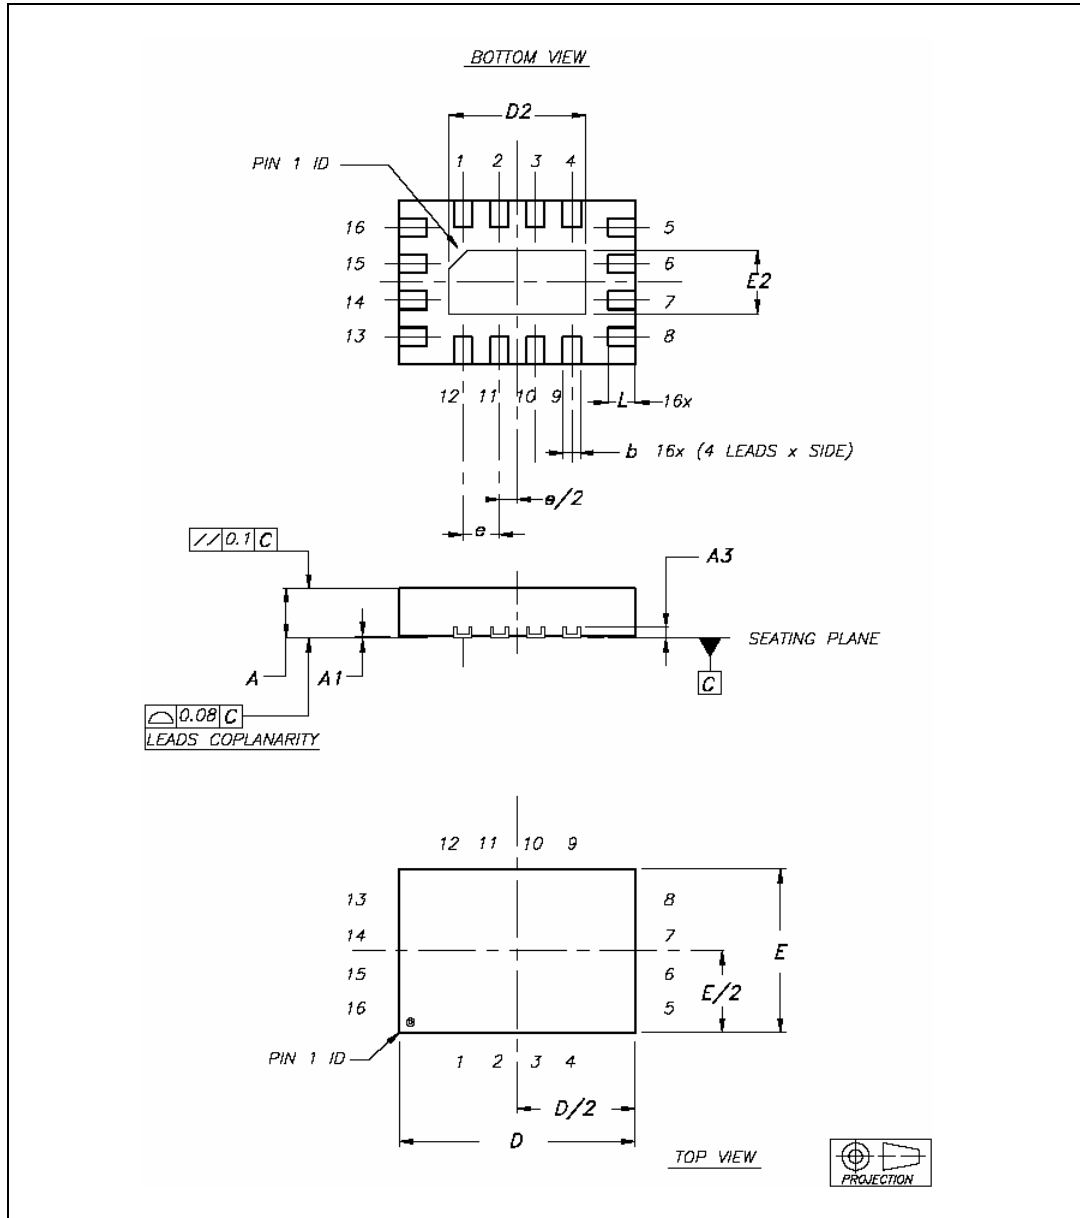 BOTTOM VIEW
D2
PIN 1 ID
1 2 3 4
16 5
15 6
E2
14 7
13 8
12 11 10 9
L 16x
b 16x (4 LEADS x SIDE)
e/2
e
// 0.1 C
A3
SEATING PLANE
A A1
C
0.08 C
LEADS COPLANARITY
12 11 10 9
13 8
14 7
E
15 6
E/2
16 5
PIN 1 ID
1 2 3 4
D/2
D
TOP VIEW
PROJECTION